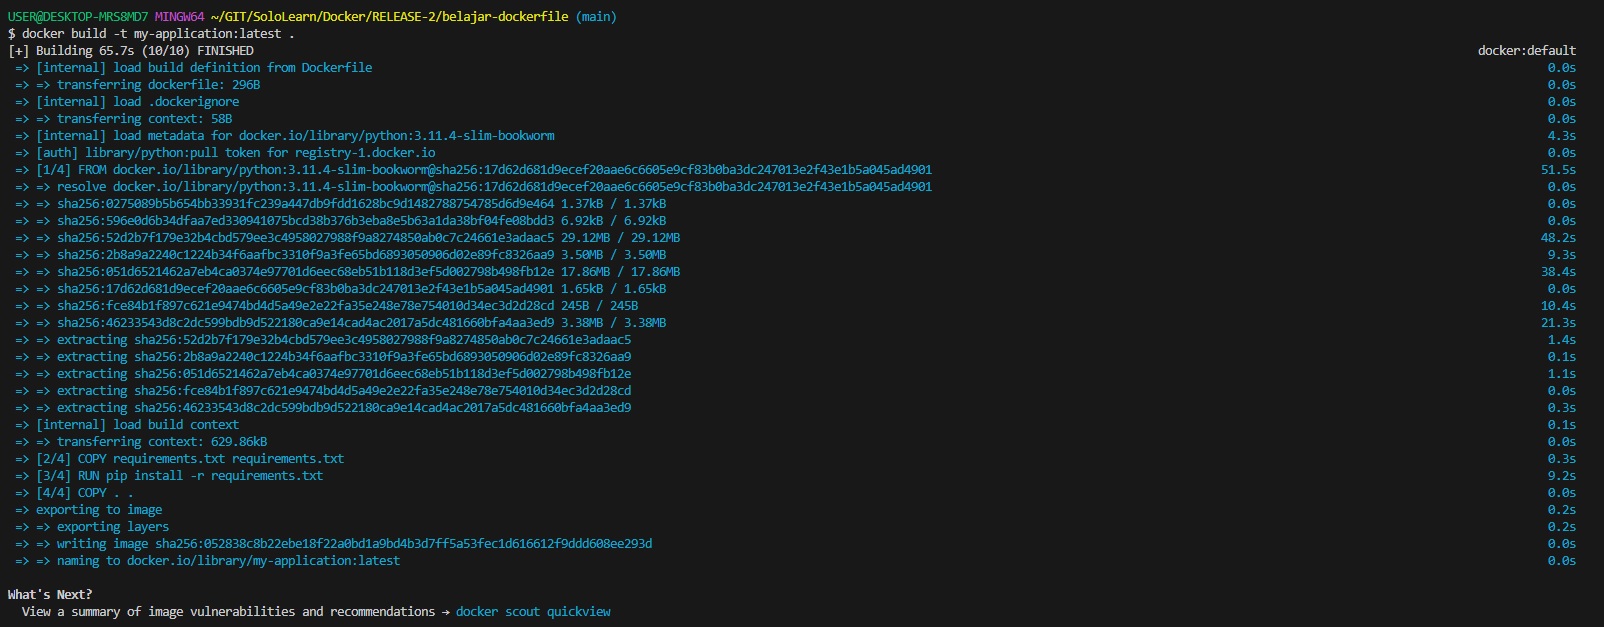 USER@DESKTOP-MRS8MD7 MINGW64 ~/GIT/SoloLearn/Docker/RELEASE-2/belajar-dockerfile (main)
$ docker build -t my-application:latest .
[+] Building 65.7s (10/10) FINISHED docker:default
=> [internal] load build definition from Dockerfile 0.0s
=> => transferring dockerfile: 296B 0.0s
=> [internal] load .dockerignore 0.0s
=> => transferring context: 58B 0.0s
=> [internal] load metadata for docker.io/library/python:3.11.4-slim-bookworm 4.3s
=> [auth] library/python:pull token for registry-1.docker.io 0.0s
=> [1/4] FROM docker.io/library/python:3.11.4-slim-bookworm@sha256:17d62d681d9ecef20aae6c6605e9cf83b0ba3dc247013e2f43e1b5a045ad4901 51.5s
=> => resolve docker.io/library/python:3.11.4-slim-bookworm@sha256:17d62d681d9ecef20aae6c6605e9cf83b0ba3dc247013e2f43e1b5a045ad4901 0.0s
=> => sha256:0275089b5b654bb33931fc239a447db9fdd1628bc9d1482788754785d6d9e464 1.37kB / 1.37kB 0.0s
=> => sha256:596e0d6b34dfaa7ed330941075bcd38b376b3eba8e5b63a1da38bf04fe08bdd3 6.92kB / 6.92kB 0.0s
=> => sha256:52d2b7f179e32b4cbd579ee3c4958027988f9a8274850ab0c7c24661e3adaac5 29.12MB / 29.12MB 48.2s
=> => sha256:2b8a9a2240c1224b34f6aafbc3310f9a3fe65bd6893050906d02e89fc8326aa9 3.50MB / 3.50MB 9.3s
=> => sha256:051d6521462a7eb4ca0374e97701d6eec68eb51b118d3ef5d002798b498fb12e 17.86MB / 17.86MB 38.4s
=> => sha256:17d62d681d9ecef20aae6c6605e9cf83b0ba3dc247013e2f43e1b5a045ad4901 1.65kB / 1.65kB 0.0s
=> => sha256:fce84b1f897c621e9474bd4d5a49e2e22fa35e248e78e754010d34ec3d2d28cd 245B / 245B 10.4s
=> => sha256:46233543d8c2dc599bdb9d522180ca9e14cad4ac2017a5dc481660bfa4aa3ed9 3.38MB / 3.38MB 21.3s
=> => extracting sha256:52d2b7f179e32b4cbd579ee3c4958027988f9a8274850ab0c7c24661e3adaac5 1.4s
=> => extracting sha256:2b8a9a2240c1224b34f6aafbc3310f9a3fe65bd6893050906d02e89fc8326aa9 0.1s
=> => extracting sha256:051d6521462a7eb4ca0374e97701d6eec68eb51b118d3ef5d002798b498fb12e 1.1s
=> => extracting sha256:fce84b1f897c621e9474bd4d5a49e2e22fa35e248e78e754010d34ec3d2d28cd 0.0s
=> => extracting sha256:46233543d8c2dc599bdb9d522180ca9e14cad4ac2017a5dc481660bfa4aa3ed9 0.3s
=> [internal] load build context 0.1s
=> => transferring context: 629.86kB 0.0s
=> [2/4] COPY requirements.txt requirements.txt 0.3s
=> [3/4] RUN pip install -r requirements.txt 9.2s
=> [4/4] COPY . . 0.0s
=> exporting to image 0.2s
=> => exporting layers 0.2s
=> => writing image sha256:052838c8b22ebe18f22a0bd1a9bd4b3d7ff5a53fec1d616612f9ddd608ee293d 0.0s
=> => naming to docker.io/library/my-application:latest 0.0s
What's Next?
View a summary of image vulnerabilities and recommendations → docker scout quickview